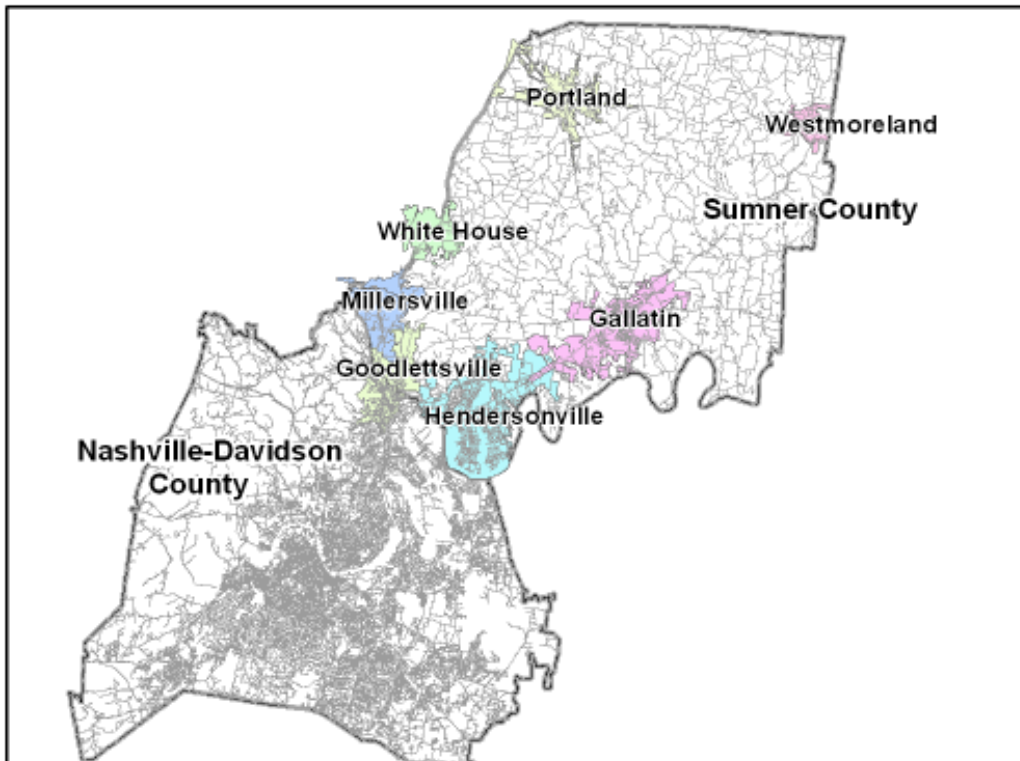 Portland
Westmoreland
Sumner County
White House
Millersville
Gallatin
Goodlettsville
Hendersonville
Nashville-Davidson
County